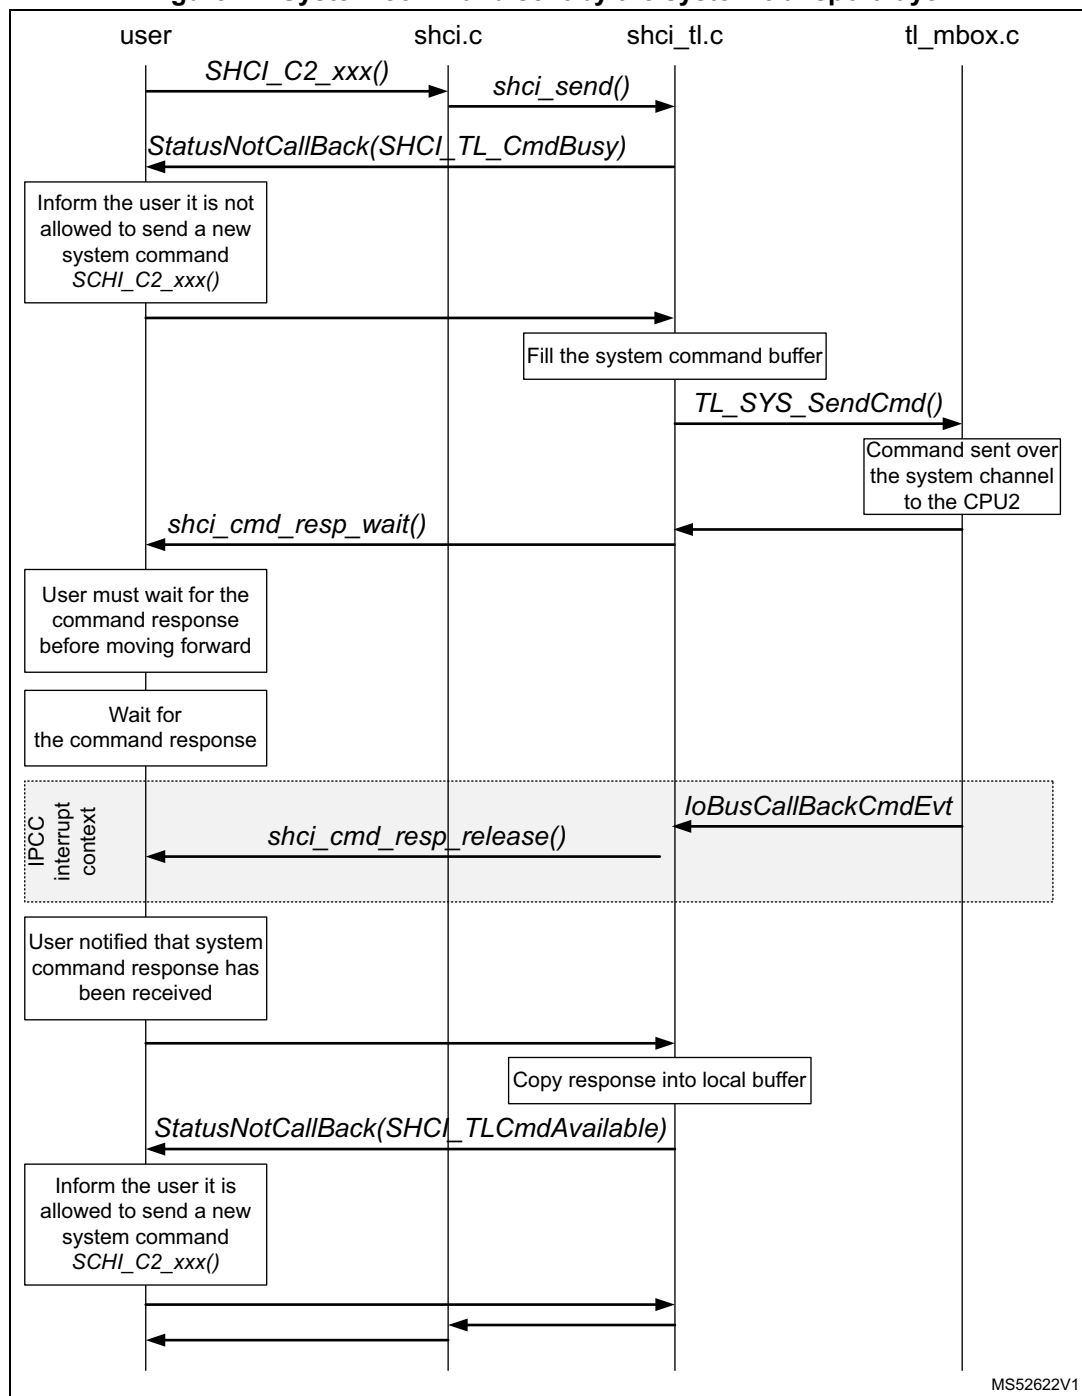 user
shci.c
shci_tl.c
tl_mbox.c
SHCI_C2_xxx()
shci_send()
StatusNotCallBack(SHCI_TL_CmdBusy)
Inform the user it is not
allowed to send a new
system command
SCHI_C2_xxx()
Fill the system command buffer
TL_SYS_SendCmd()
Command sent over
the system channel
to the CPU2
shci_cmd_resp_wait()
User must wait for the
command response
before moving forward
Wait for
the command response
IPCC
interrupt
context
IoBusCallBackCmdEvt
shci_cmd_resp_release()
User notified that system
command response has
been received
Copy response into local buffer
StatusNotCallBack(SHCI_TLCmdAvailable)
Inform the user it is
allowed to send a new
system command
SCHI_C2_xxx()
MS52622V1